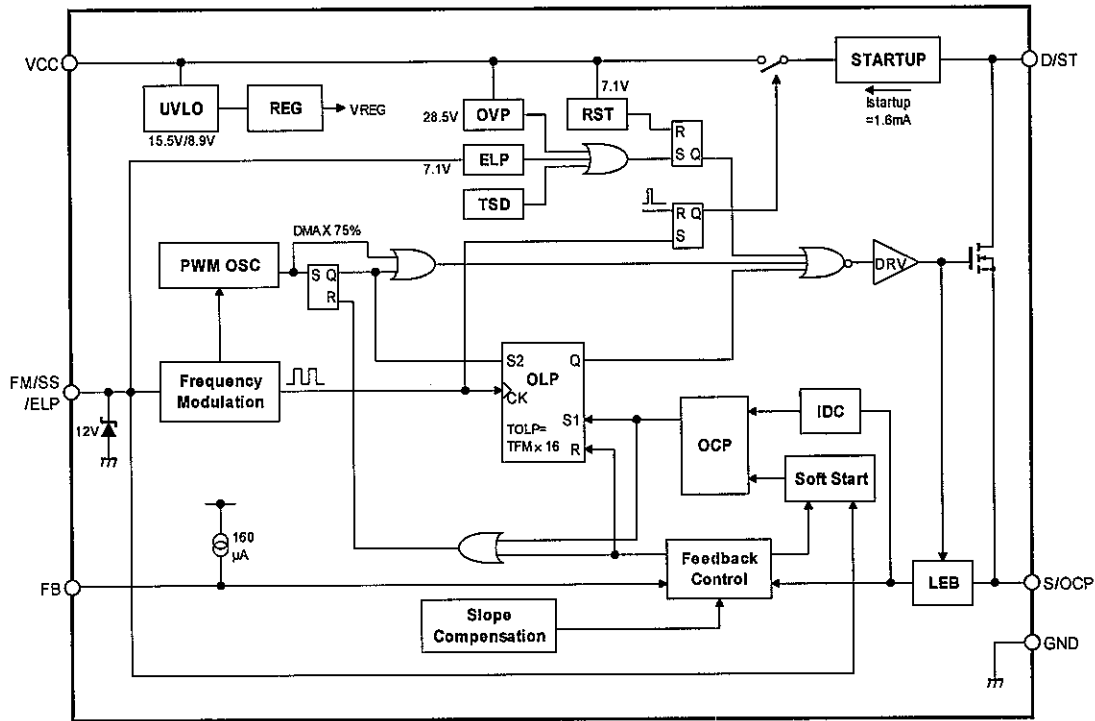 VCC
STARTUP
D/ST
UVLO
REG
VREG
15.5V/8.9V
28.5V
OVP
7.1V
RST
Istartup
=1.6mA
R
S Q
7.1V
ELP
TSD
R Q
S
DMAX 75%
PWM OSC
S Q
R
DRV
FM/SS
/ELP
Frequency
Modulation
S2
Q
OLP
CK
S1
TOLP=
TFM × 16
R
OCP
IDC
Soft Start
12V
160
µA
FB
Feedback
Control
LEB
S/OCP
Slope
Compensation
GND